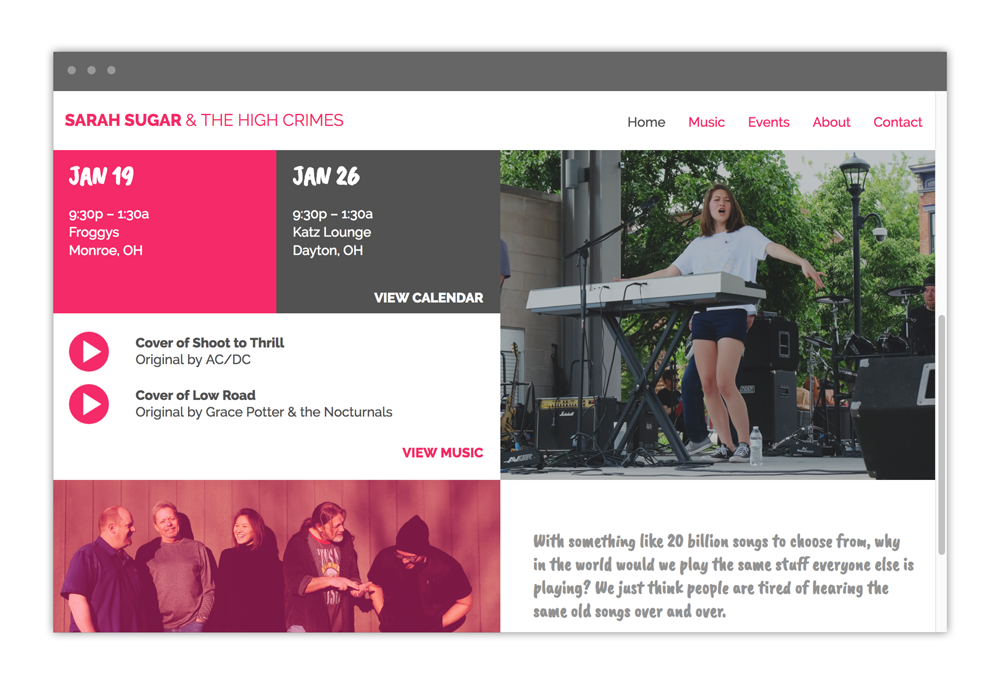 SARAH SUGAR & THE HIGH CRIMES
Home Music Events About Contact
JAN 19
9:30p – 1:30a
Froggys
Monroe, OH
JAN 26
9:30p – 1:30a
Katz Lounge
Dayton, OH
VIEW CALENDAR
Cover of Shoot to Thrill
Original by AC/DC
Cover of Low Road
Original by Grace Potter & the Nocturnals
VIEW MUSIC
Marshall
With something like 20 billion songs to choose from, why
in the world would we play the same stuff everyone else is
playing? We just think people are tired of hearing the
same old songs over and over.